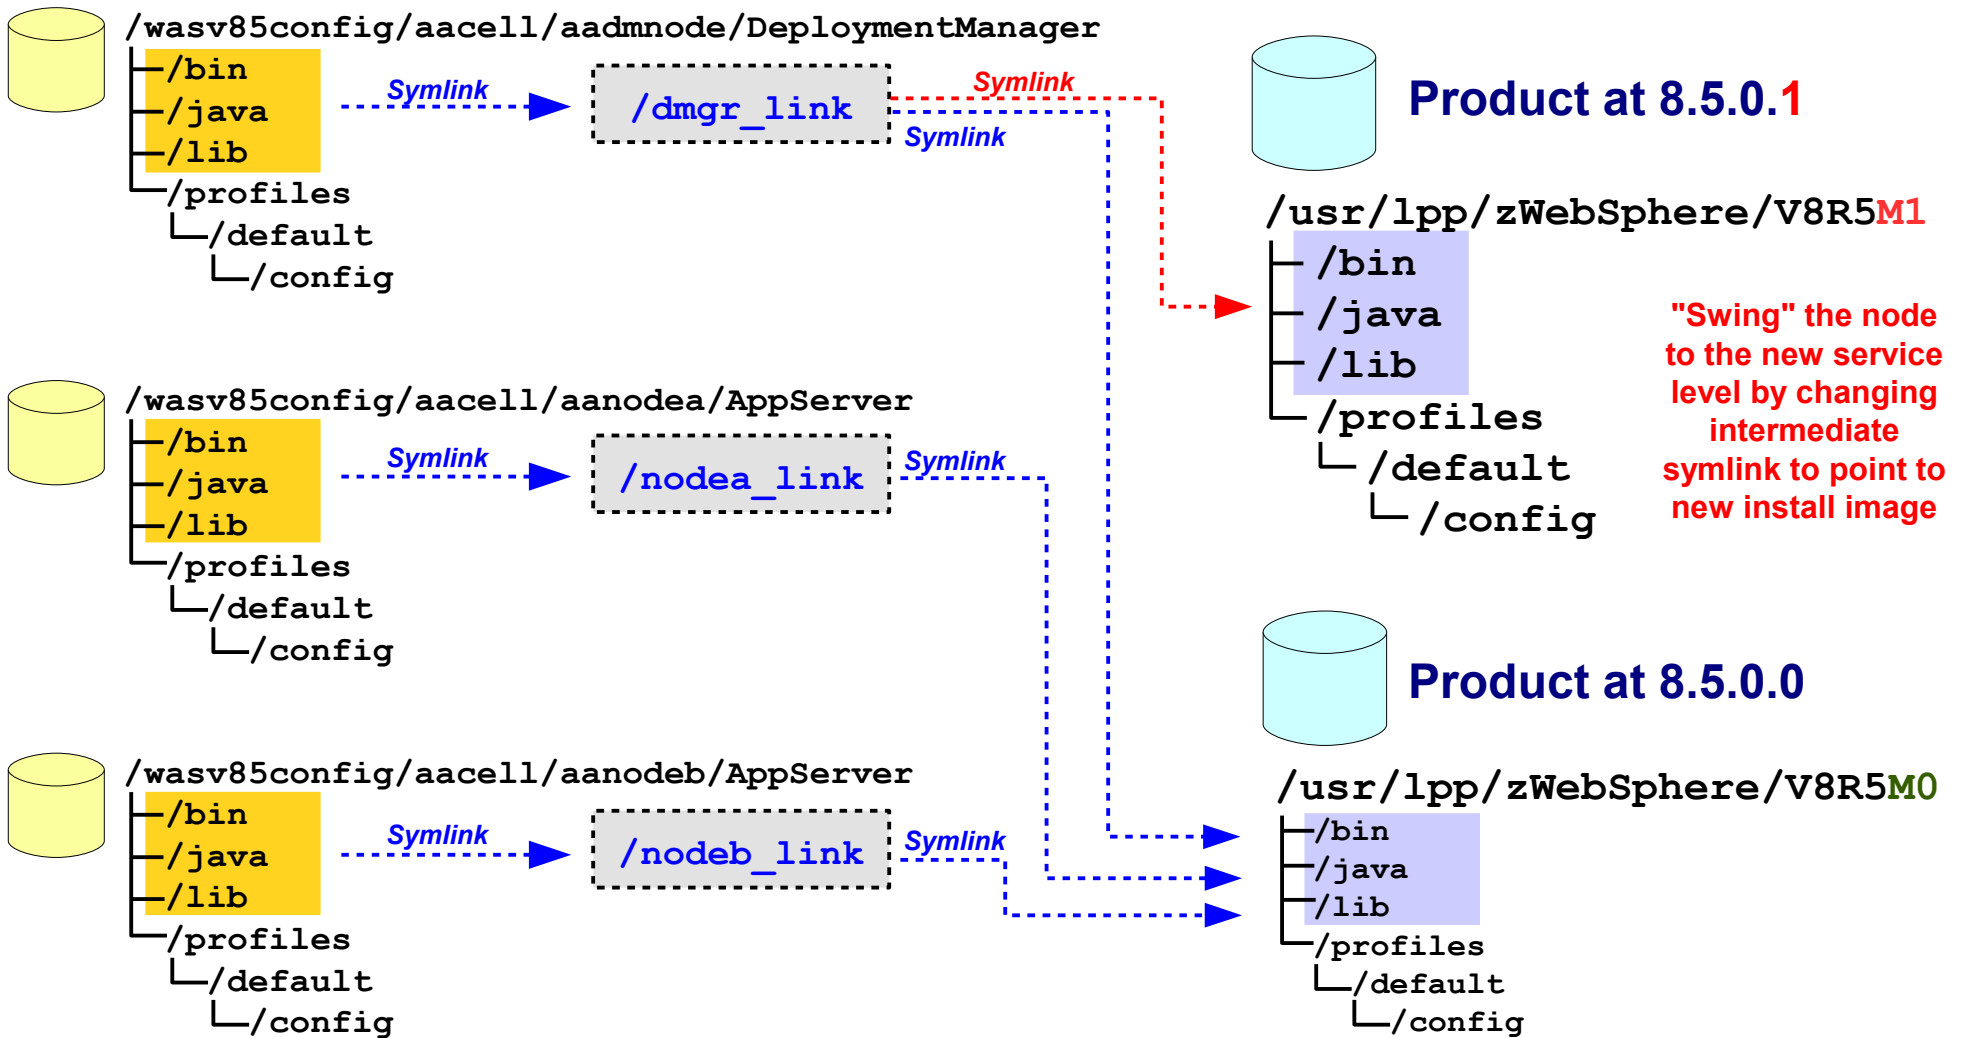 /wasv85config/aacell/aadmnode/DeploymentManager
/bin
/java
/lib
/profiles
/default
/config
Symlink
/dmgr_link
Symlink
Symlink
Product at 8.5.0.1
/usr/lpp/zWebSphere/V8R5M1
/bin
/java
/lib
/profiles
/default
/config
"Swing" the node
to the new service
level by changing
intermediate
symlink to point to
new install image
/wasv85config/aacell/aanodea/AppServer
/bin
/java
/lib
/profiles
/default
/config
Symlink
/nodea_link
Symlink
Product at 8.5.0.0
/usr/lpp/zWebSphere/V8R5M0
/bin
/java
/lib
/profiles
/default
/config
/wasv85config/aacell/aanodeb/AppServer
/bin
/java
/lib
/profiles
/default
/config
Symlink
/nodeb_link
Symlink